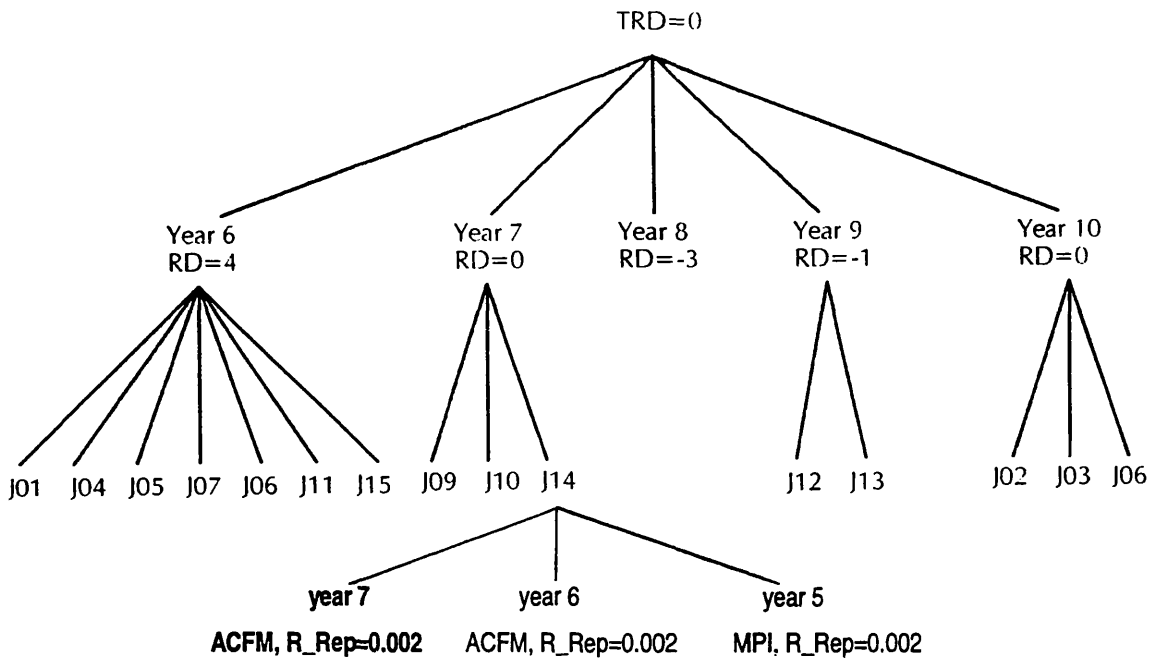 TRD=0
Year 6 Year 7 Year 8 Year 9 Year 10
RD=4 RD=0 RD=-3 RD=-1 RD=0
J01 J04 J05 J07 J06 J11 J15 J09 J10 J14 J12 J13 J02 J03 J06
year 7 year 6 year 5
ACFM, R_Rep=0.002 ACFM, R_Rep=0.002 MPI, R_Rep=0.002